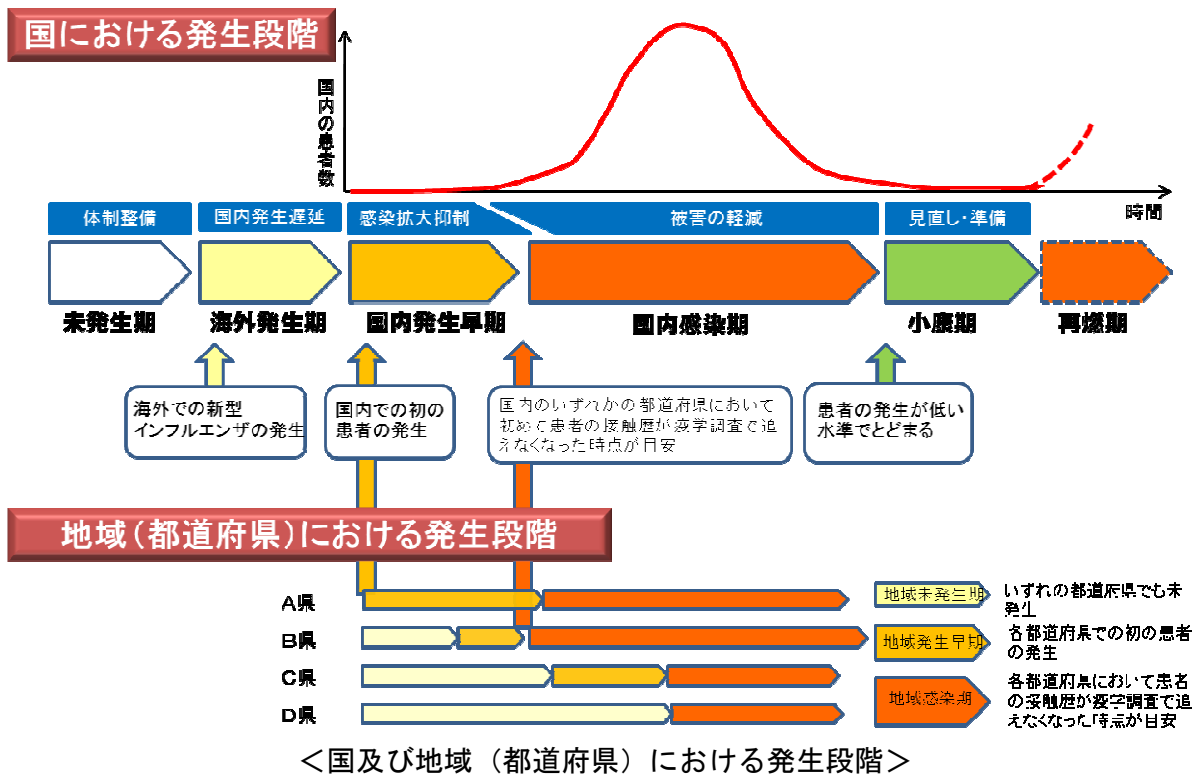 国における発生段階
国内の患者数
時間
体制整備
国内発生遅延
感染拡大抑制
被害の軽減
見直し・準備
未発生期
海外発生期
国内発生早期
国内感染期
小康期
再燃期
海外での新型
インフルエンザの発生
国内での初の
患者の発生
国内のいずれかの都道府県において
初めて患者の接触歴が疫学調査で追
えなくなった時点が目安
患者の発生が低い
水準でとどまる
地域(都道府県)における発生段階
A県
B県
C県
D県
地域未発生期
いずれの都道府県でも未
発生
地域発生早期
各都道府県での初の患者
の発生
地域感染期
各都道府県において患者
の接触歴が疫学調査で追
えなくなった時点が目安
<国及び地域(都道府県)における発生段階>